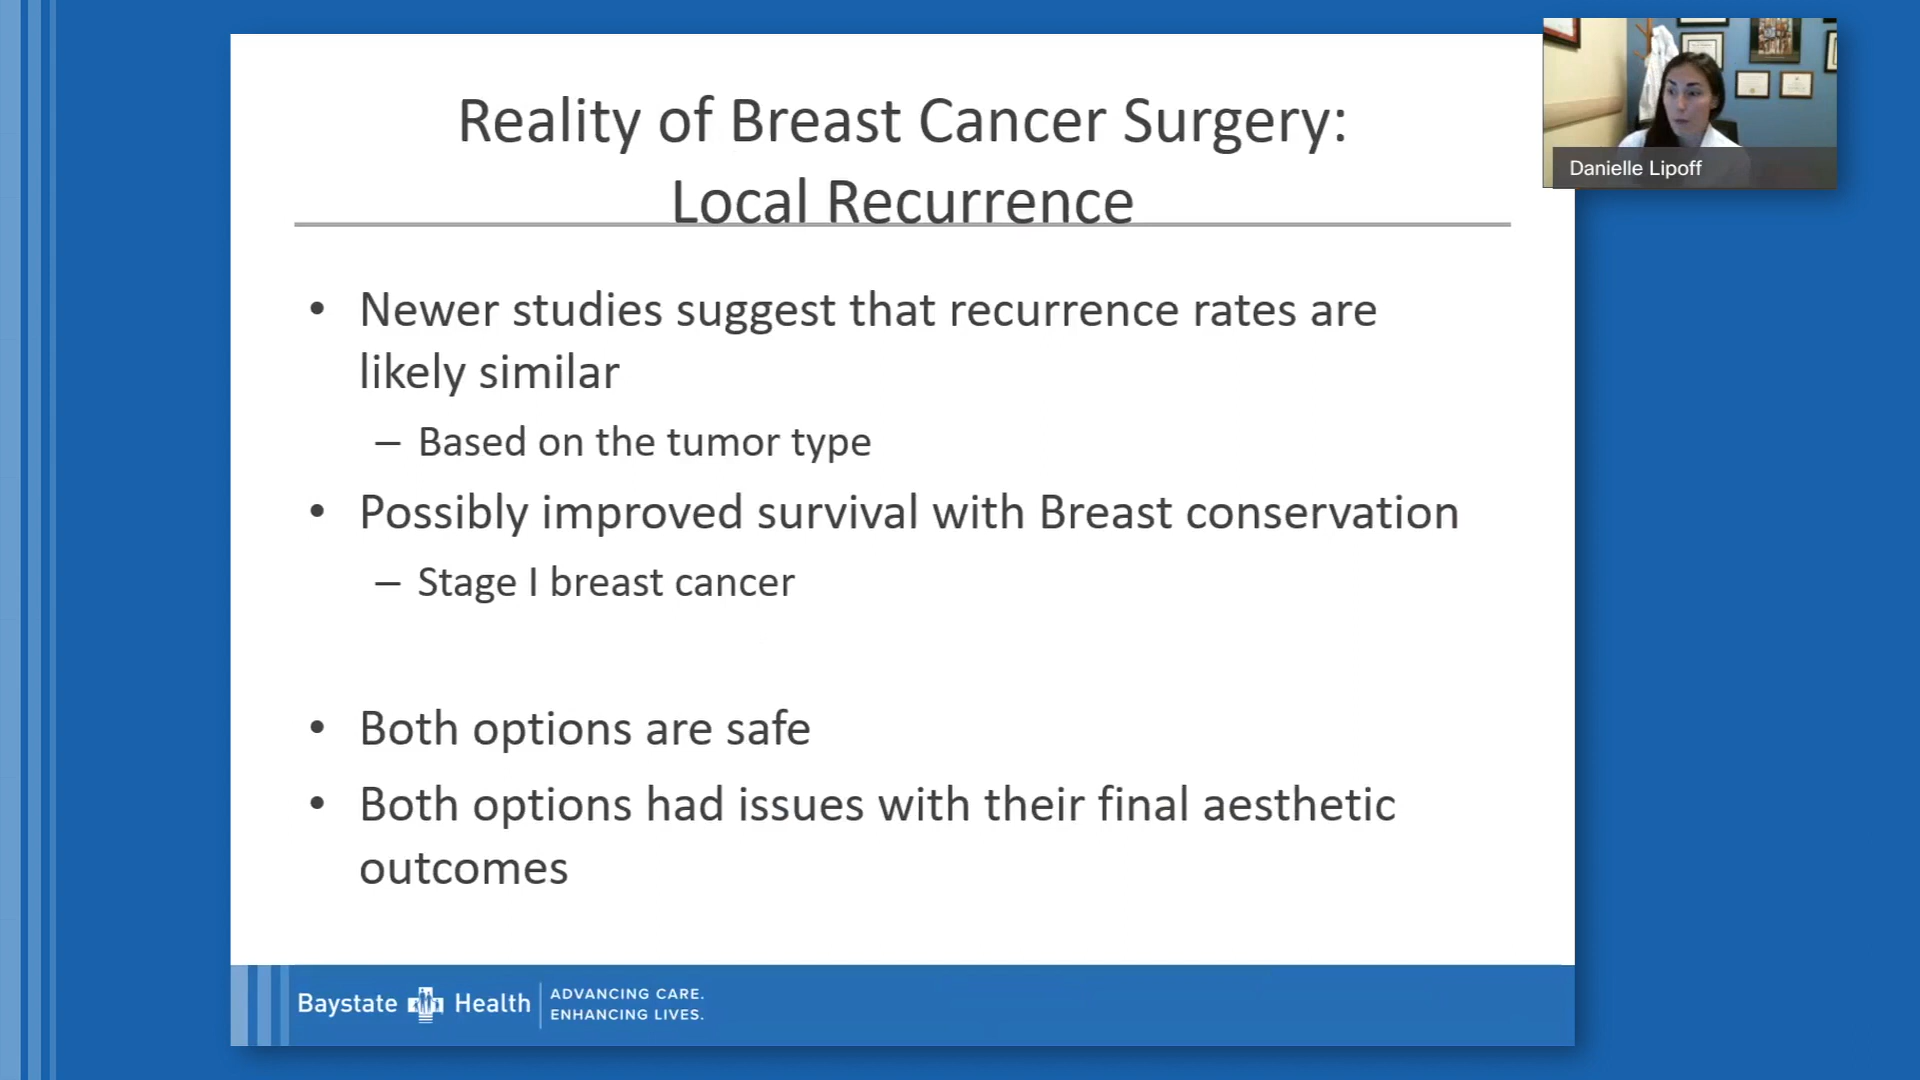 Reality of Breast Cancer Surgery:
Local Recurrence
Danielle Lipoff
• Newer studies suggest that recurrence rates are
likely similar
– Based on the tumor type
• Possibly improved survival with Breast conservation
– Stage I breast cancer
• Both options are safe
• Both options had issues with their final aesthetic
outcomes
Baystate Health
ADVANCING CARE.
ENHANCING LIVES.